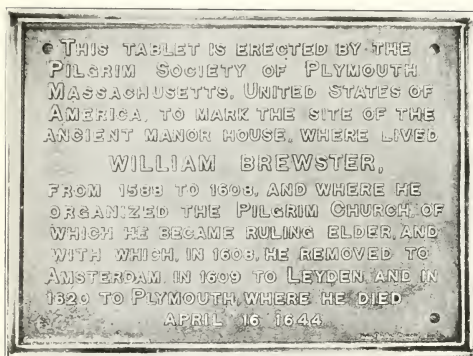 THIS TABLET IS ERECTED BY THE
PILGRIM SOCIETY OF PLYMOUTH
MASSACHUSETTS, UNITED STATES OF
AMERICA, TO MARK THE SITE OF THE
ANCIENT MANOR HOUSE, WHERE LIVED
WILLIAM BREWSTER,
FROM 1588 TO 1608, AND WHERE HE
ORGANIZED THE PILGRIM CHURCH, OF
WHICH HE BECAME RULING ELDER, AND
WITH WHICH, IN 1608, HE REMOVED TO
AMSTERDAM, IN 1609 TO LEYDEN, AND IN
1620 TO PLYMOUTH, WHERE HE DIED
APRIL 16 1644